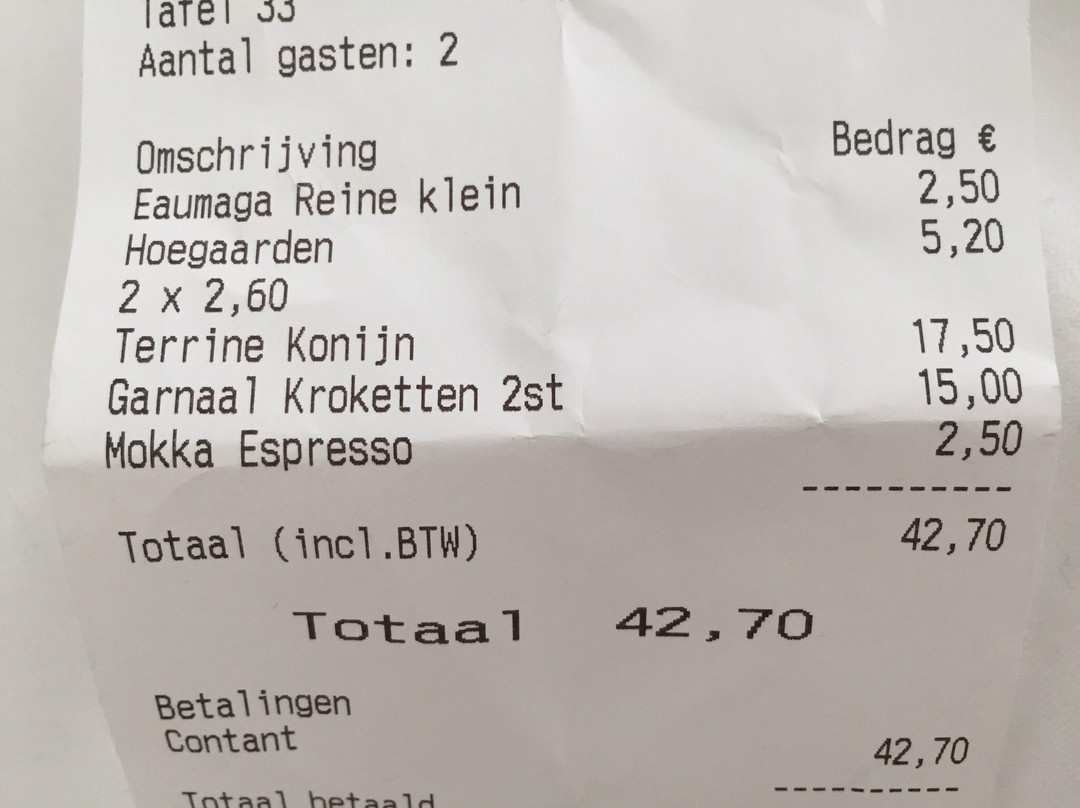 Tafel 33
Aantal gasten: 2
Omschrijving Bedrag €
Eaumaga Reine klein 2,50
Hoegaarden 5,20
2 x 2,60
Terrine Konijn 17,50
Garnaal Kroketten 2st 15,00
Mokka Espresso 2,50
----------
Totaal (incl.BTW) 42,70
Totaal 42,70
Betalingen
Contant 42,70
----------
Totaal betaald